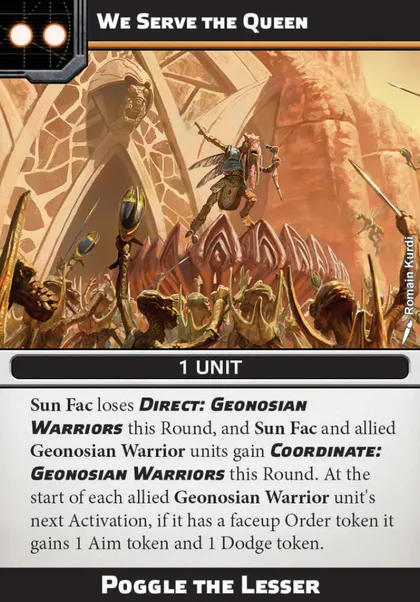 We Serve the Queen
Romain Kurdi
1 UNIT
Sun Fac loses Direct: Geonosian
Warriors this Round, and Sun Fac and allied
Geonosian Warrior units gain Coordinate:
Geonosian Warriors this Round. At the
start of each allied Geonosian Warrior unit's
next Activation, if it has a faceup Order token it
gains 1 Aim token and 1 Dodge token.
Poggle the Lesser